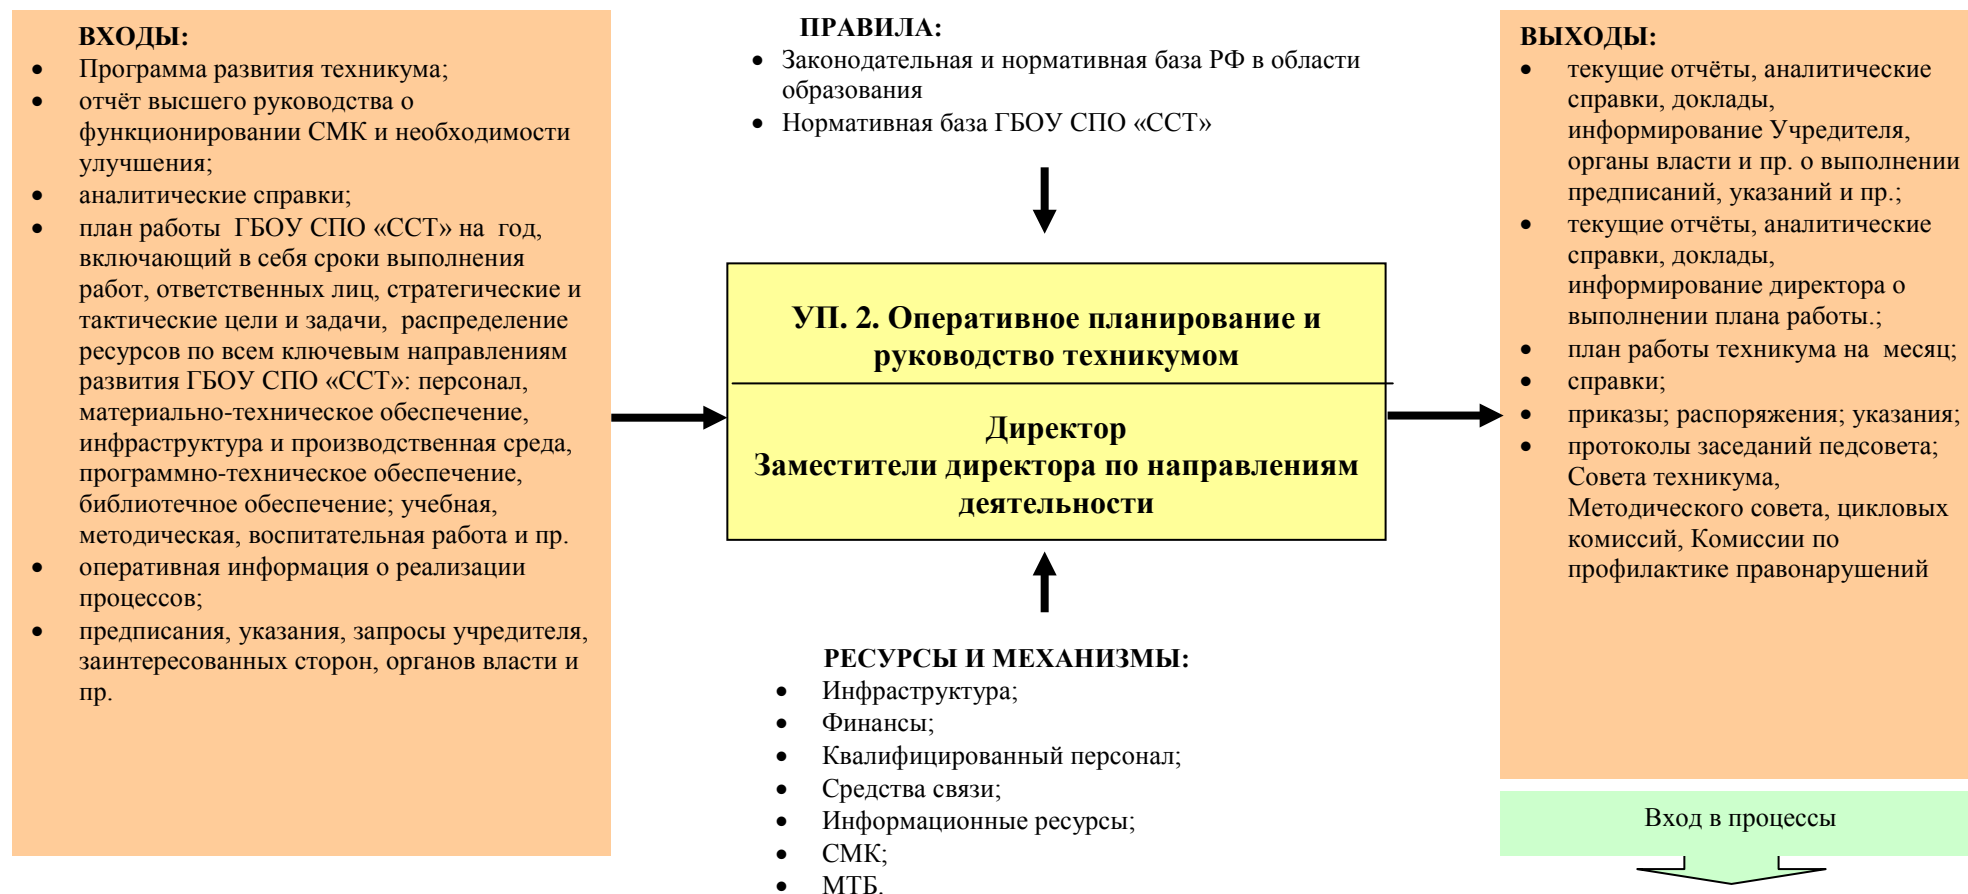 ВХОДЫ:
• Программа развития техникума;
• отчёт высшего руководства о
функционировании СМК и необходимости
улучшения;
• аналитические справки;
• план работы ГБОУ СПО «ССТ» на год,
включающий в себя сроки выполнения
работ, ответственных лиц, стратегические и
тактические цели и задачи, распределение
ресурсов по всем ключевым направлениям
развития ГБОУ СПО «ССТ»: персонал,
материально-техническое обеспечение,
инфраструктура и производственная среда,
программно-техническое обеспечение,
библиотечное обеспечение; учебная,
методическая, воспитательная работа и пр.
• оперативная информация о реализации
процессов;
• предписания, указания, запросы учредителя,
заинтересованных сторон, органов власти и
пр.
ПРАВИЛА:
• Законодательная и нормативная база РФ в области
образования
• Нормативная база ГБОУ СПО «ССТ»
УП. 2. Оперативное планирование и
руководство техникумом
Директор
Заместители директора по направлениям
деятельности
РЕСУРСЫ И МЕХАНИЗМЫ:
• Инфраструктура;
• Финансы;
• Квалифицированный персонал;
• Средства связи;
• Информационные ресурсы;
• СМК;
• МТБ.
ВЫХОДЫ:
• текущие отчёты, аналитические
справки, доклады,
информирование Учредителя,
органы власти и пр. о выполнении
предписаний, указаний и пр.;
• текущие отчёты, аналитические
справки, доклады,
информирование директора о
выполнении плана работы.;
• план работы техникума на месяц;
• справки;
• приказы; распоряжения; указания;
• протоколы заседаний педсовета;
Совета техникума,
Методического совета, цикловых
комиссий, Комиссии по
профилактике правонарушений
Вход в процессы